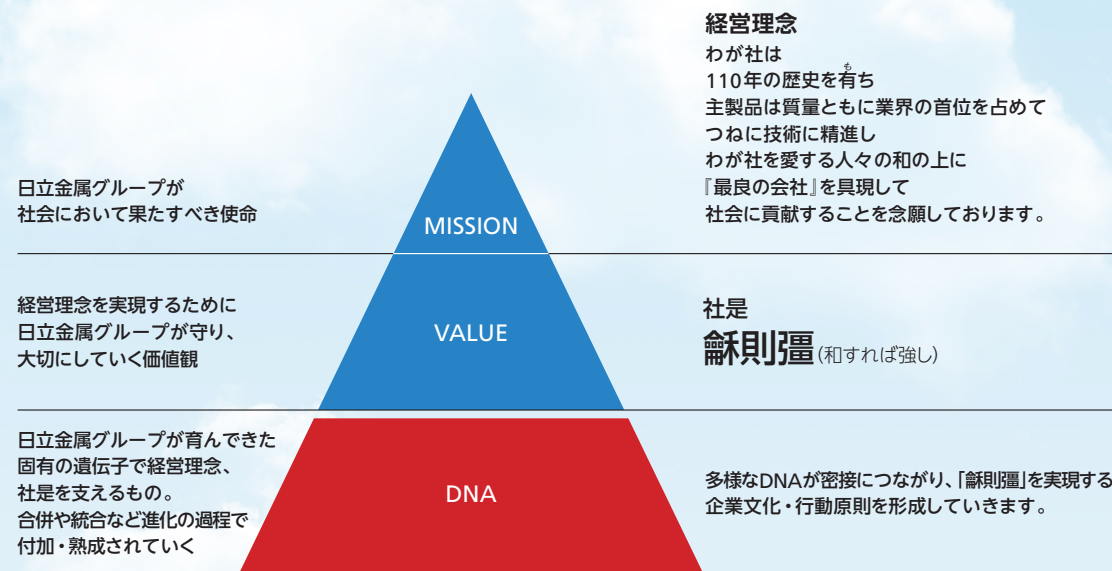 経営理念
わが社は
も
110年の歴史を有ち
主製品は質量ともに業界の首位を占めて
つねに技術に精進し
わが社を愛する人々の和の上に
『最良の会社』を具現して
社会に貢献することを念願しております。
日立金属グループが
社会において果たすべき使命
MISSION
経営理念を実現するために
日立金属グループが守り、
大切にしていく価値観
VALUE
社是
龢則彊(和すれば強し)
日立金属グループが育んできた
固有の遺伝子で経営理念、
社是を支えるもの。
合併や統合など進化の過程で
付加・熟成されていく
DNA
多様なDNAが密接につながり、「龢則彊」を実現する
企業文化・行動原則を形成していきます。